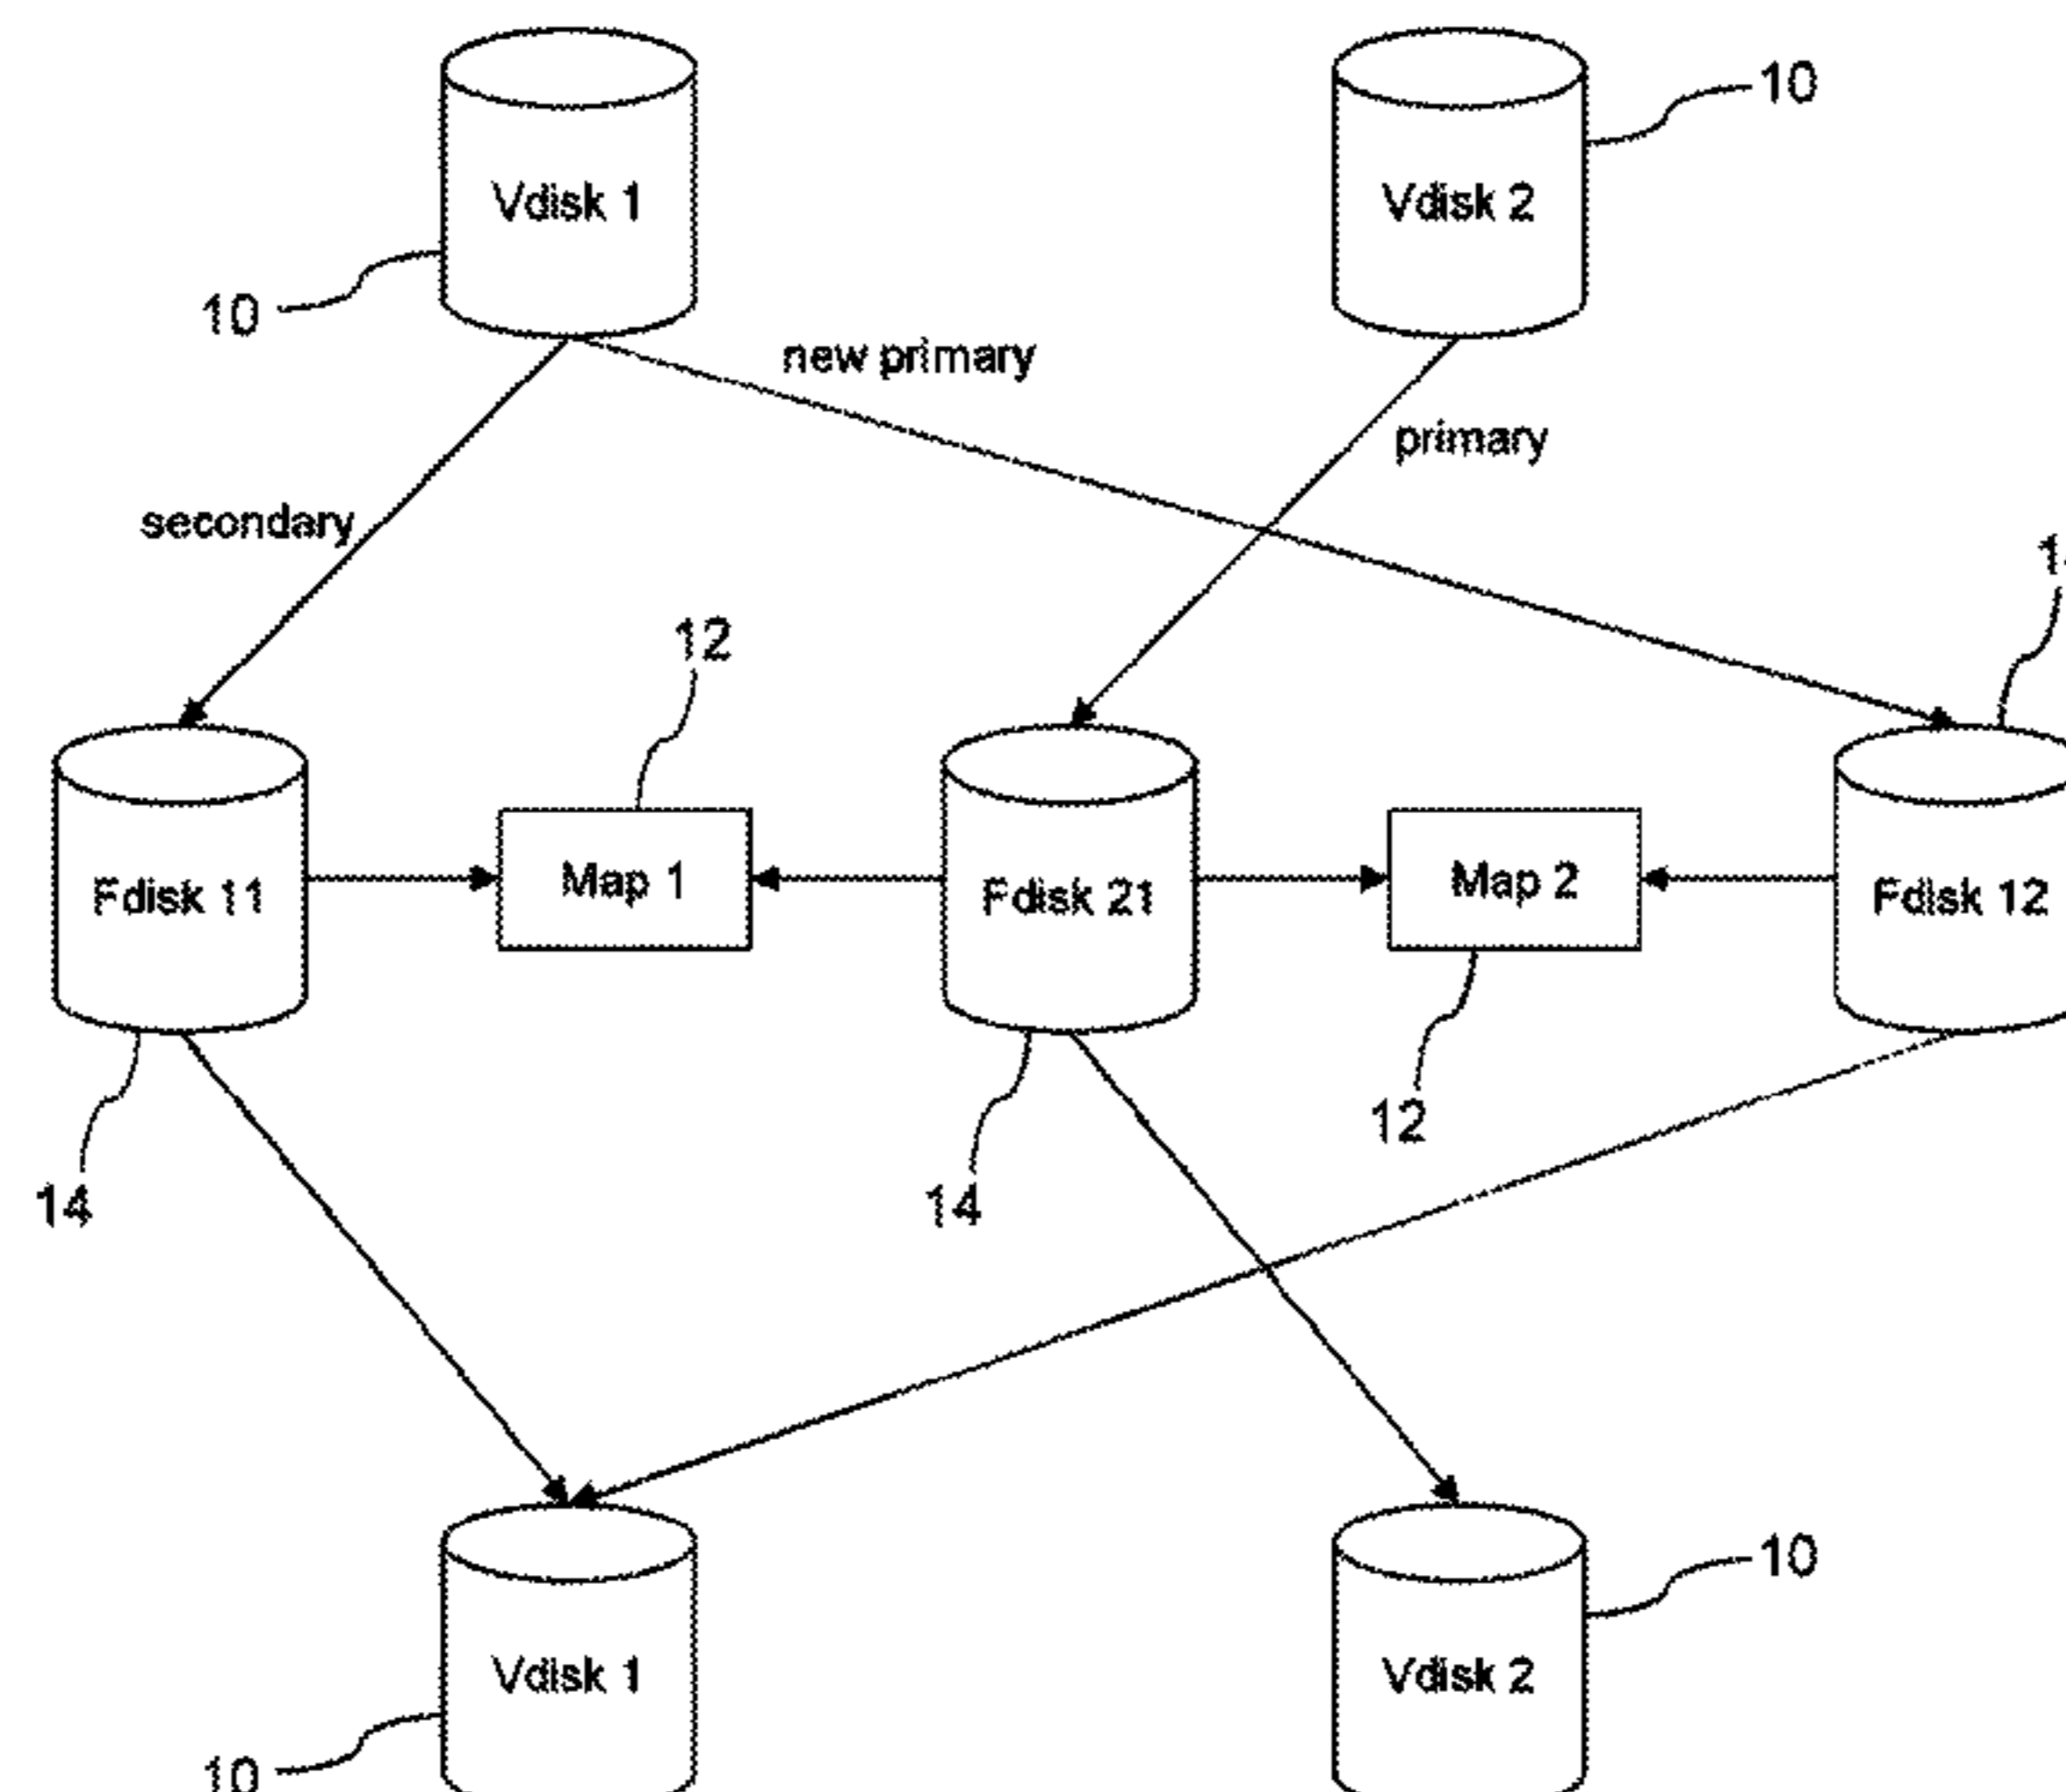 10
Vdisk 1
Vdisk 2
10
new primary
primary
secondary
12
Fdisk 11
Map 1
Fdisk 21
Map 2
Fdisk 12
12
14
14
10
Vdisk 1
Vdisk 2
10